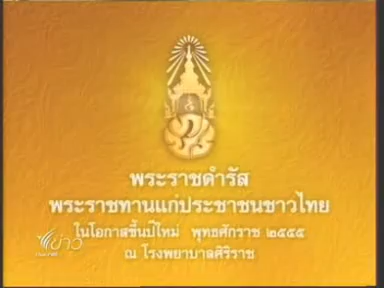 พระราชดำรัส
พระราชทานแก่ประชาชนชาวไทย
ในโอกาสขึ้นปีใหม่ พุทธศักราช ๒๕๕๕
ณ โรงพยาบาลศิริราช
ข่าว